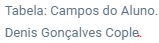 Tabela: Campos do Aluno.
Denis Gonçalves Cople.